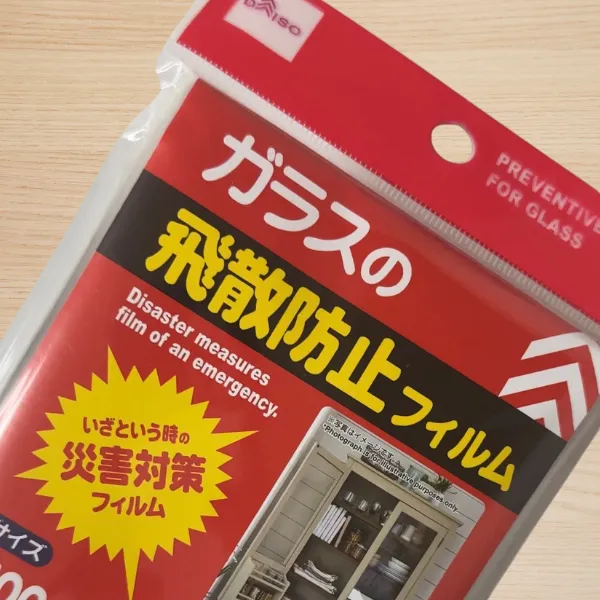 DAISO
PREVENTIVE
FOR GLASS
ガラスの
飛散防止フィルム
Disaster measures
film of an emergency.
いざという時の
災害対策
フィルム
※写真はイメージです。
*Photograph is for illustrative purposes only.
サイズ